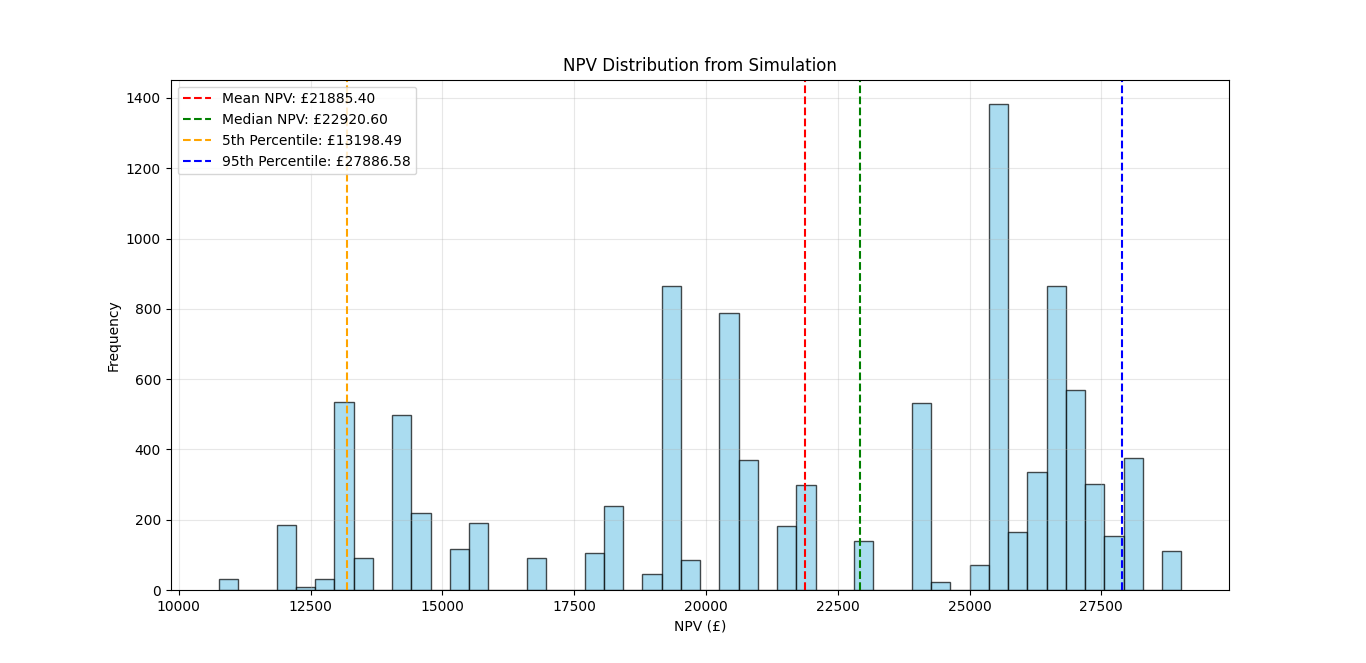 NPV Distribution from Simulation
Mean NPV: £21885.40
Median NPV: £22920.60
5th Percentile: £13198.49
95th Percentile: £27886.58
1400
1200
1000
800
600
400
200
0
Frequency
10000 12500 15000 17500 20000 22500 25000 27500
NPV (£)